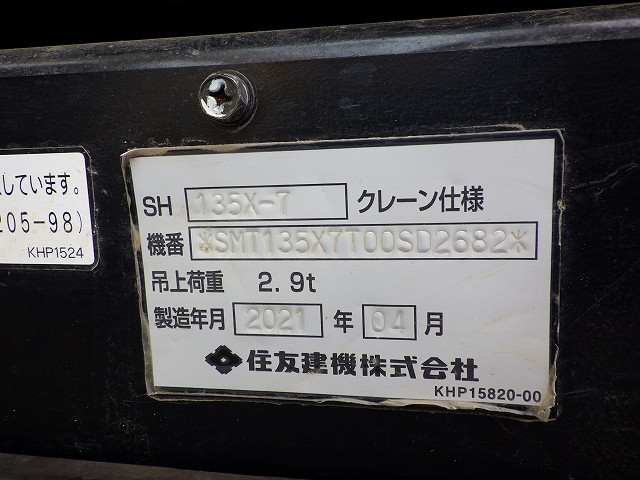 しています。
205-98)
KHP1524
SH 135X-7 クレーン仕様
機番 *SMT135X7T00SD2682*
吊上荷重 2.9t
製造年月 2021 年 04 月
住友建機株式会社
KHP15820-00